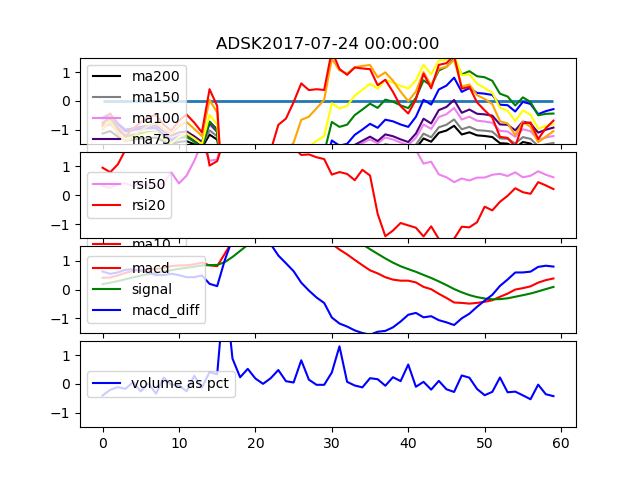 ADSK2017-07-24 00:00:00
1
0
−1
ma200
ma150
ma100
ma75
1
0
−1
rsi50
rsi20
ma10
1
0
−1
macd
signal
macd_diff
1
0
−1
volume as pct
0 10 20 30 40 50 60